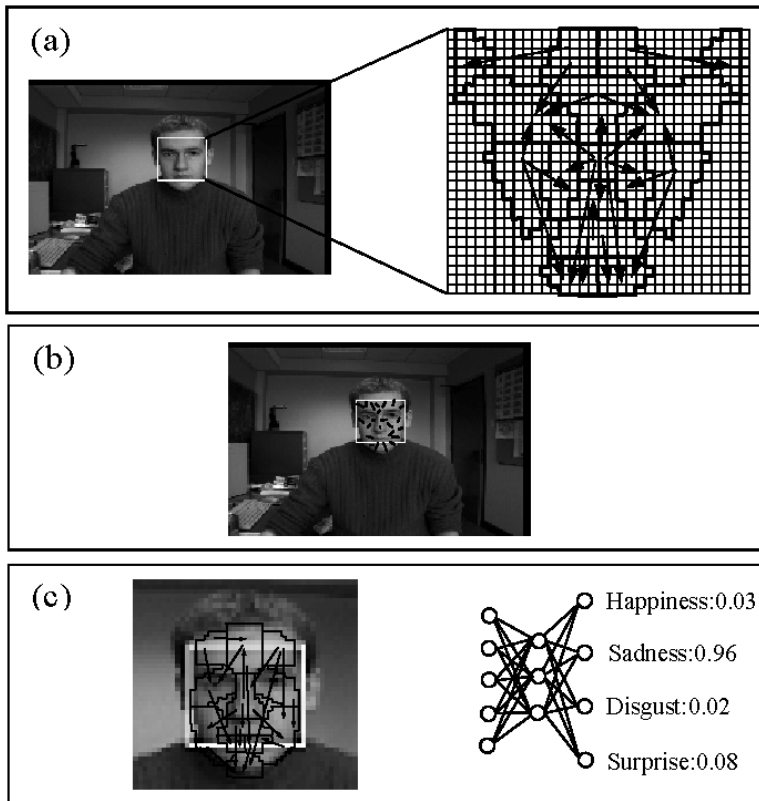 (a)
(b)
(c)
Happiness:0.03
Sadness:0.96
Disgust:0.02
Surprise:0.08